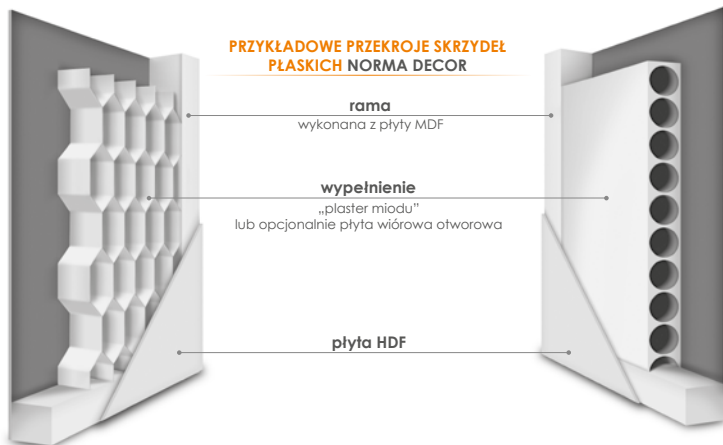 PRZYKŁADOWE PRZEKROJE SKRZYDEŁ
PŁASKICH NORMA DECOR
rama
wykonana z płyty MDF
wypełnienie
„plaster miodu”
lub opcjonalnie płyta wiórowa otworowa
płyta HDF